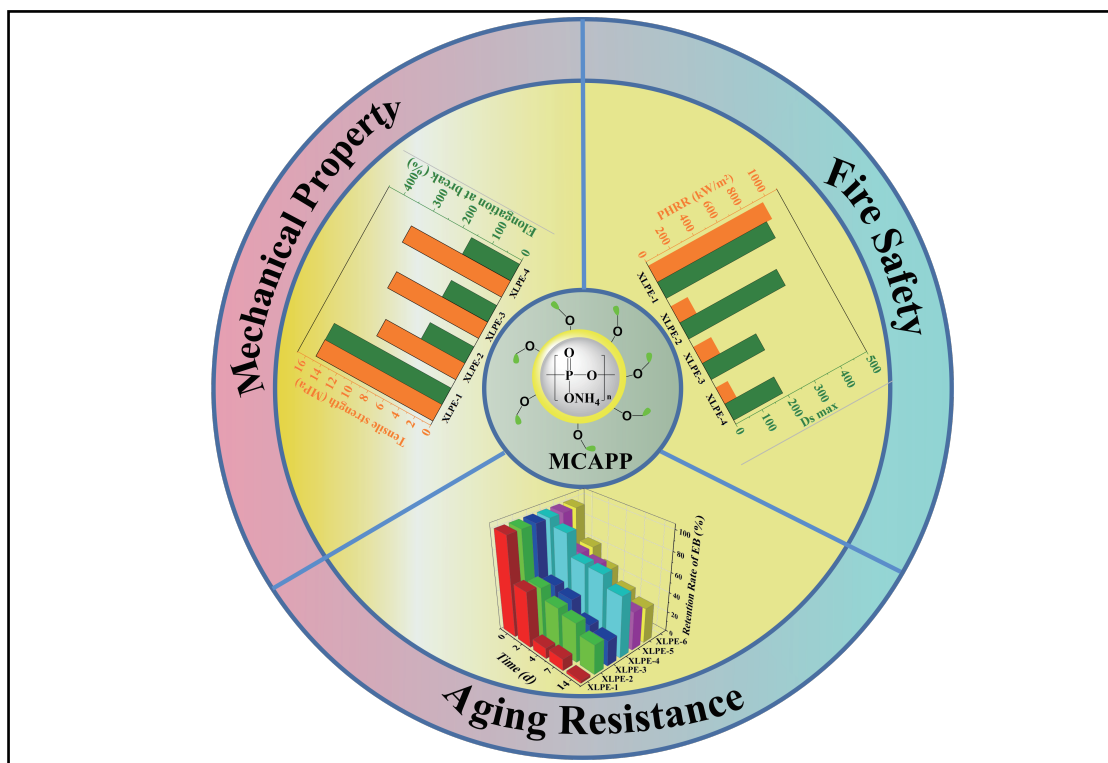 Mechanical Property
Fire Safety
Aging Resistance
Elongation at break (%)
400
300
200
100
0
XLPE-4
XLPE-3
XLPE-2
XLPE-1
16
14
12
10
8
6
4
2
0
Tensile strength (MPa)
PHRR (kW/m²)
0
200
400
600
800
1000
XLPE-1
XLPE-2
XLPE-3
XLPE-4
0
100
200
300
400
500
Ds max
O
O
O
O
O
O
O
O
P
O
ONH₄
n
MCAPP
100
80
60
40
20
0
Retention Rate of EB (%)
0
2
4
7
14
Time (d)
XLPE-6
XLPE-5
XLPE-4
XLPE-3
XLPE-2
XLPE-1